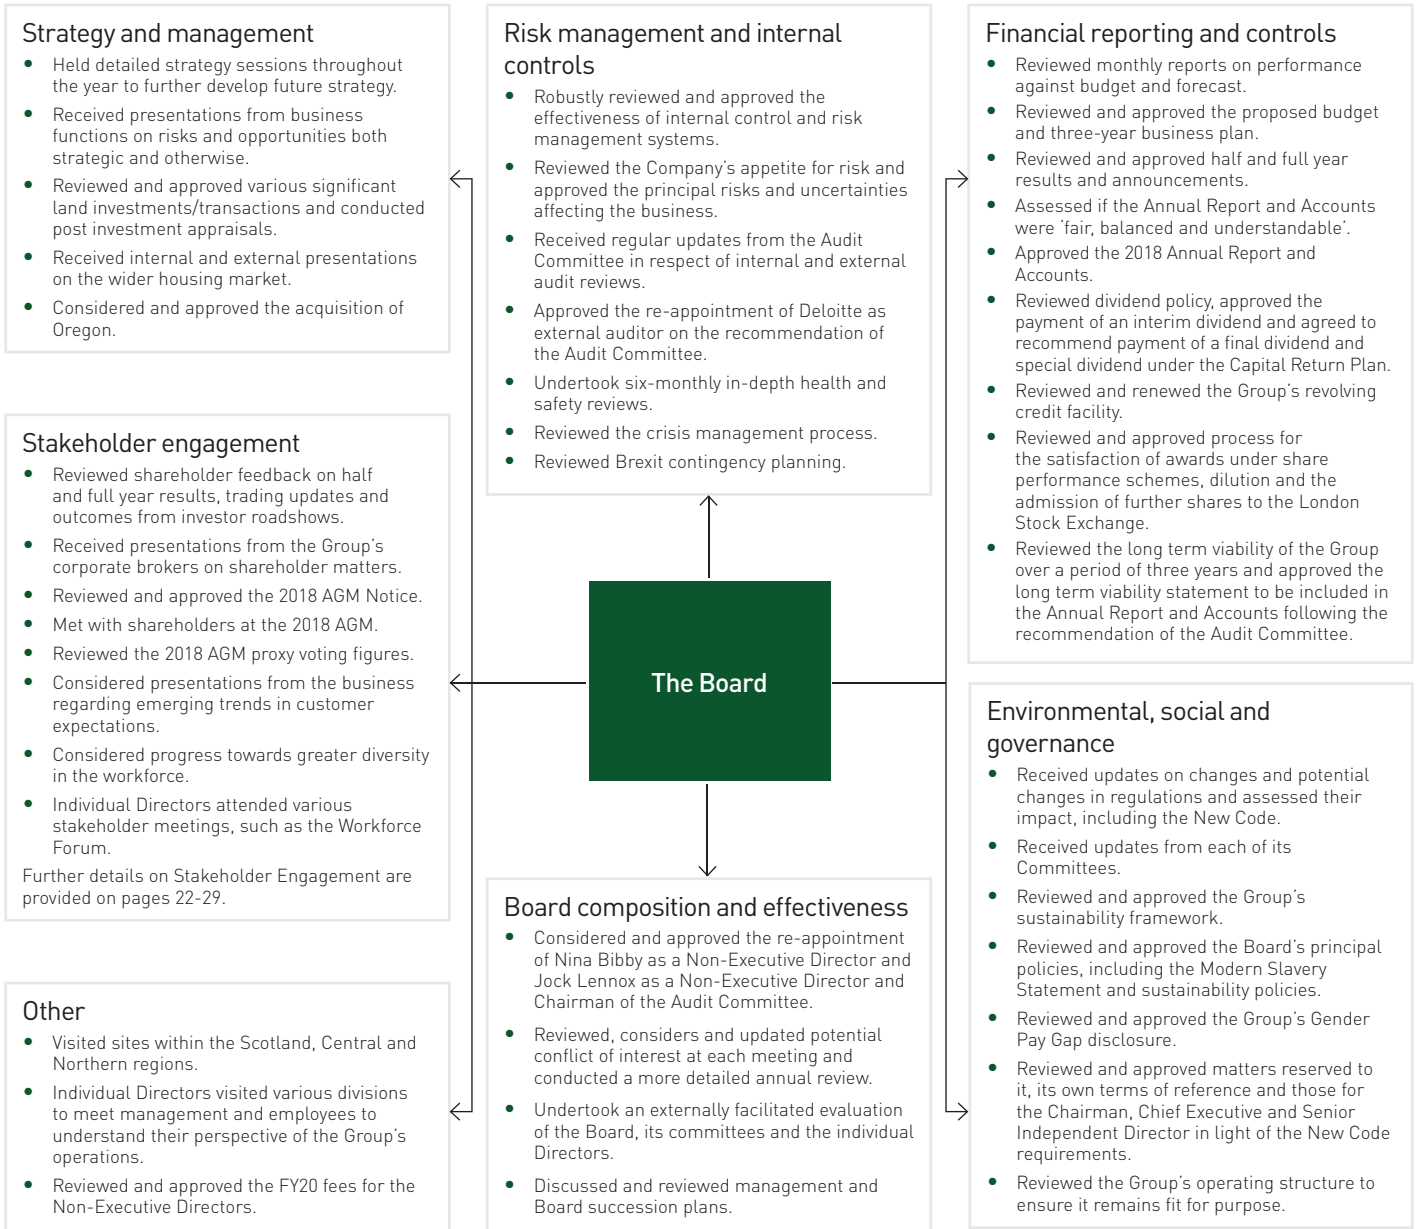 Strategy and management
• Held detailed strategy sessions throughout
the year to further develop future strategy.
• Received presentations from business
functions on risks and opportunities both
strategic and otherwise.
• Reviewed and approved various significant
land investments/transactions and conducted
post investment appraisals.
• Received internal and external presentations
on the wider housing market.
• Considered and approved the acquisition of
Oregon.
Stakeholder engagement
• Reviewed shareholder feedback on half
and full year results, trading updates and
outcomes from investor roadshows.
• Received presentations from the Group's
corporate brokers on shareholder matters.
• Reviewed and approved the 2018 AGM Notice.
• Met with shareholders at the 2018 AGM.
• Reviewed the 2018 AGM proxy voting figures.
• Considered presentations from the business
regarding emerging trends in customer
expectations.
• Considered progress towards greater diversity
in the workforce.
• Individual Directors attended various
stakeholder meetings, such as the Workforce
Forum.
Further details on Stakeholder Engagement are
provided on pages 22-29.
Other
• Visited sites within the Scotland, Central and
Northern regions.
• Individual Directors visited various divisions
to meet management and employees to
understand their perspective of the Group's
operations.
• Reviewed and approved the FY20 fees for the
Non-Executive Directors.
Risk management and internal
controls
• Robustly reviewed and approved the
effectiveness of internal control and risk
management systems.
• Reviewed the Company's appetite for risk and
approved the principal risks and uncertainties
affecting the business.
• Received regular updates from the Audit
Committee in respect of internal and external
audit reviews.
• Approved the re-appointment of Deloitte as
external auditor on the recommendation of
the Audit Committee.
• Undertook six-monthly in-depth health and
safety reviews.
• Reviewed the crisis management process.
• Reviewed Brexit contingency planning.
The Board
Board composition and effectiveness
• Considered and approved the re-appointment
of Nina Bibby as a Non-Executive Director and
Jock Lennox as a Non-Executive Director and
Chairman of the Audit Committee.
• Reviewed, considers and updated potential
conflict of interest at each meeting and
conducted a more detailed annual review.
• Undertook an externally facilitated evaluation
of the Board, its committees and the individual
Directors.
• Discussed and reviewed management and
Board succession plans.
Financial reporting and controls
• Reviewed monthly reports on performance
against budget and forecast.
• Reviewed and approved the proposed budget
and three-year business plan.
• Reviewed and approved half and full year
results and announcements.
• Assessed if the Annual Report and Accounts
were 'fair, balanced and understandable'.
• Approved the 2018 Annual Report and
Accounts.
• Reviewed dividend policy, approved the
payment of an interim dividend and agreed to
recommend payment of a final dividend and
special dividend under the Capital Return Plan.
• Reviewed and renewed the Group's revolving
credit facility.
• Reviewed and approved process for
the satisfaction of awards under share
performance schemes, dilution and the
admission of further shares to the London
Stock Exchange.
• Reviewed the long term viability of the Group
over a period of three years and approved the
long term viability statement to be included in
the Annual Report and Accounts following the
recommendation of the Audit Committee.
Environmental, social and
governance
• Received updates on changes and potential
changes in regulations and assessed their
impact, including the New Code.
• Received updates from each of its
Committees.
• Reviewed and approved the Group's
sustainability framework.
• Reviewed and approved the Board's principal
policies, including the Modern Slavery
Statement and sustainability policies.
• Reviewed and approved the Group's Gender
Pay Gap disclosure.
• Reviewed and approved matters reserved to
it, its own terms of reference and those for
the Chairman, Chief Executive and Senior
Independent Director in light of the New Code
requirements.
• Reviewed the Group's operating structure to
ensure it remains fit for purpose.